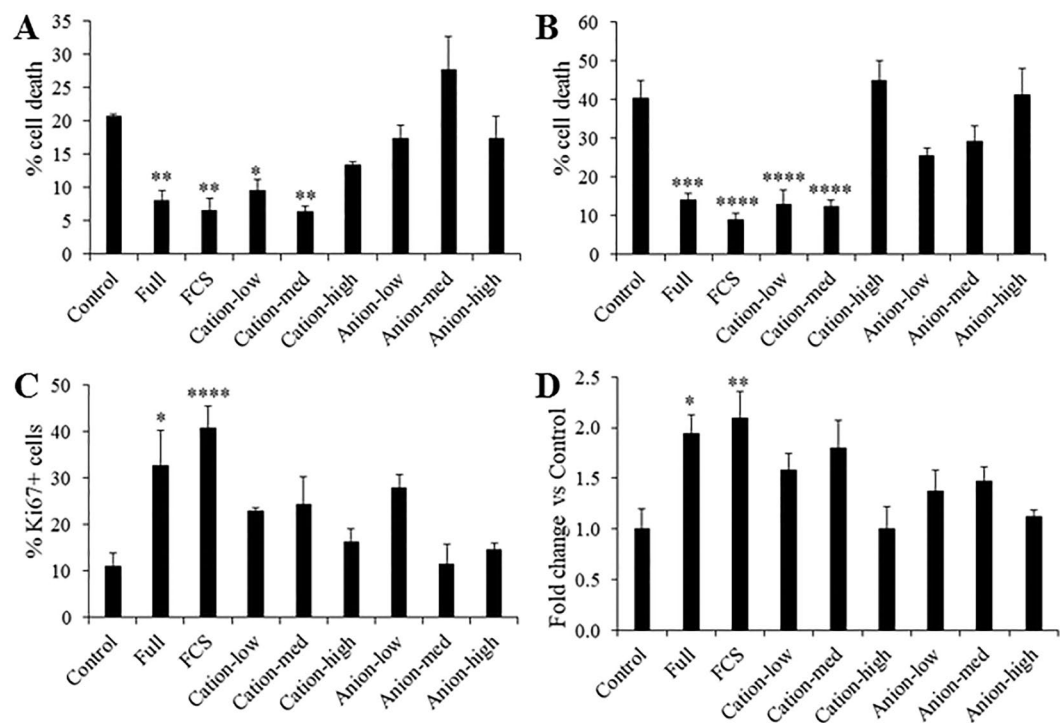 A
% cell death
35
30
25
20
15
10
5
0
**
**
*
**
Control
Full
FCS
Cation-low
Cation-med
Cation-high
Anion-low
Anion-med
Anion-high
B
% cell death
60
50
40
30
20
10
0
***
****
****
****
Control
Full
FCS
Cation-low
Cation-med
Cation-high
Anion-low
Anion-med
Anion-high
C
% Ki67+ cells
50
40
30
20
10
0
*
****
Control
Full
FCS
Cation-low
Cation-med
Cation-high
Anion-low
Anion-med
Anion-high
D
Fold change vs Control
2.5
2.0
1.5
1.0
0.5
0.0
*
**
Control
Full
FCS
Cation-low
Cation-med
Cation-high
Anion-low
Anion-med
Anion-high